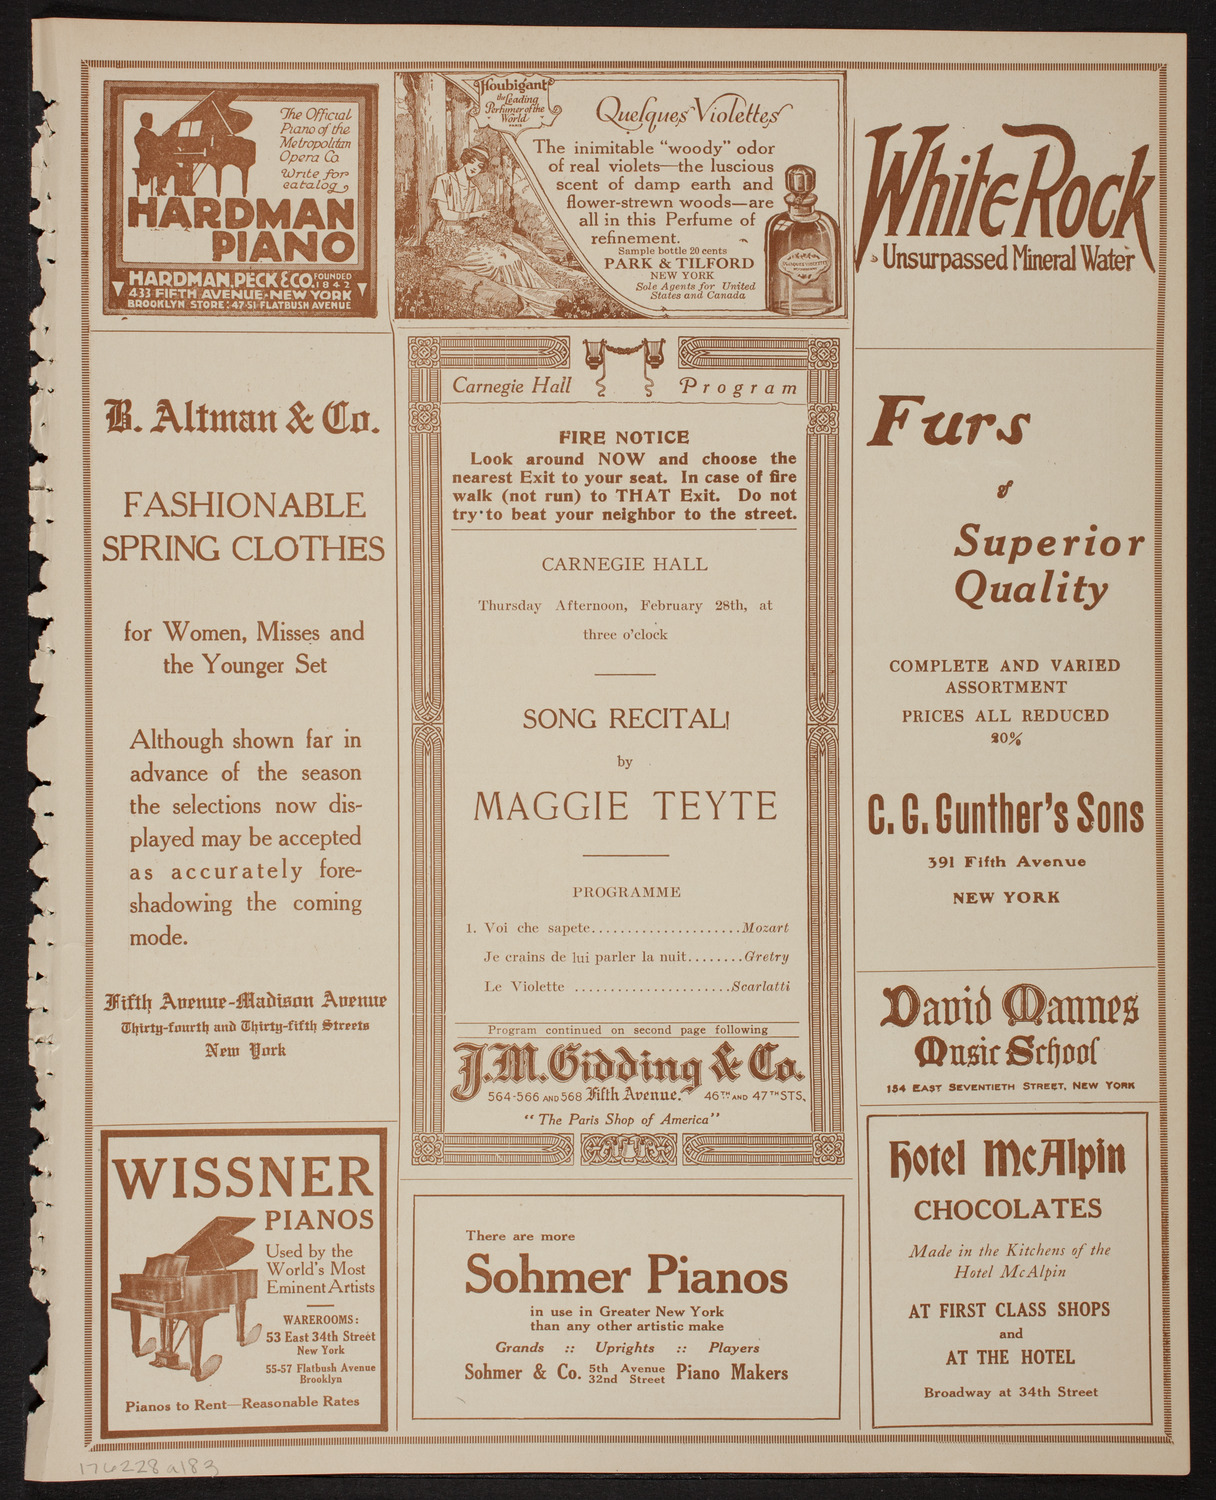 The Official
Piano of the
Metropolitan
Opera Co.
Write for
catalog
HARDMAN
PIANO
HARDMAN, PECK & CO. FOUNDED 1842
433 FIFTH AVENUE · NEW YORK
BROOKLYN STORE: 47-51 FLATBUSH AVENUE
Houbigant
the Leading
Perfumer of the
World
PARIS
Quelques Violettes
The inimitable "woody" odor
of real violets—the luscious
scent of damp earth and
flower-strewn woods—are
all in this Perfume of
refinement.
Sample bottle 20 cents
PARK & TILFORD
NEW YORK
Sole Agents for United
States and Canada
White Rock
Unsurpassed Mineral Water
B. Altman & Co.
FASHIONABLE
SPRING CLOTHES
for Women, Misses and
the Younger Set
Although shown far in
advance of the season
the selections now dis-
played may be accepted
as accurately fore-
shadowing the coming
mode.
Fifth Avenue-Madison Avenue
Thirty-fourth and Thirty-fifth Streets
New York
WISSNER
PIANOS
Used by the
World's Most
Eminent Artists
WAREROOMS:
53 East 34th Street
New York
55-57 Flatbush Avenue
Brooklyn
Pianos to Rent—Reasonable Rates
Carnegie Hall Program
FIRE NOTICE
Look around NOW and choose the
nearest Exit to your seat. In case of fire
walk (not run) to THAT Exit. Do not
try to beat your neighbor to the street.
CARNEGIE HALL
Thursday Afternoon, February 28th, at
three o'clock
SONG RECITAL
by
MAGGIE TEYTE
PROGRAMME
1. Voi che sapete.....................Mozart
Je crains de lui parler la nuit........Gretry
Le Violette ......................Scarlatti
Program continued on second page following
J. M. Gidding & Co.
564-566 AND 568 Fifth Avenue. 46TH AND 47TH STS.
"The Paris Shop of America"
There are more
Sohmer Pianos
in use in Greater New York
than any other artistic make
Grands :: Uprights :: Players
Sohmer & Co. 5th Avenue 32nd Street Piano Makers
Furs
of
Superior
Quality
COMPLETE AND VARIED
ASSORTMENT
PRICES ALL REDUCED
20%
C. G. Gunther's Sons
391 Fifth Avenue
NEW YORK
David Mannes
Music School
154 EAST SEVENTIETH STREET, NEW YORK
Hotel McAlpin
CHOCOLATES
Made in the Kitchens of the
Hotel McAlpin
AT FIRST CLASS SHOPS
and
AT THE HOTEL
Broadway at 34th Street